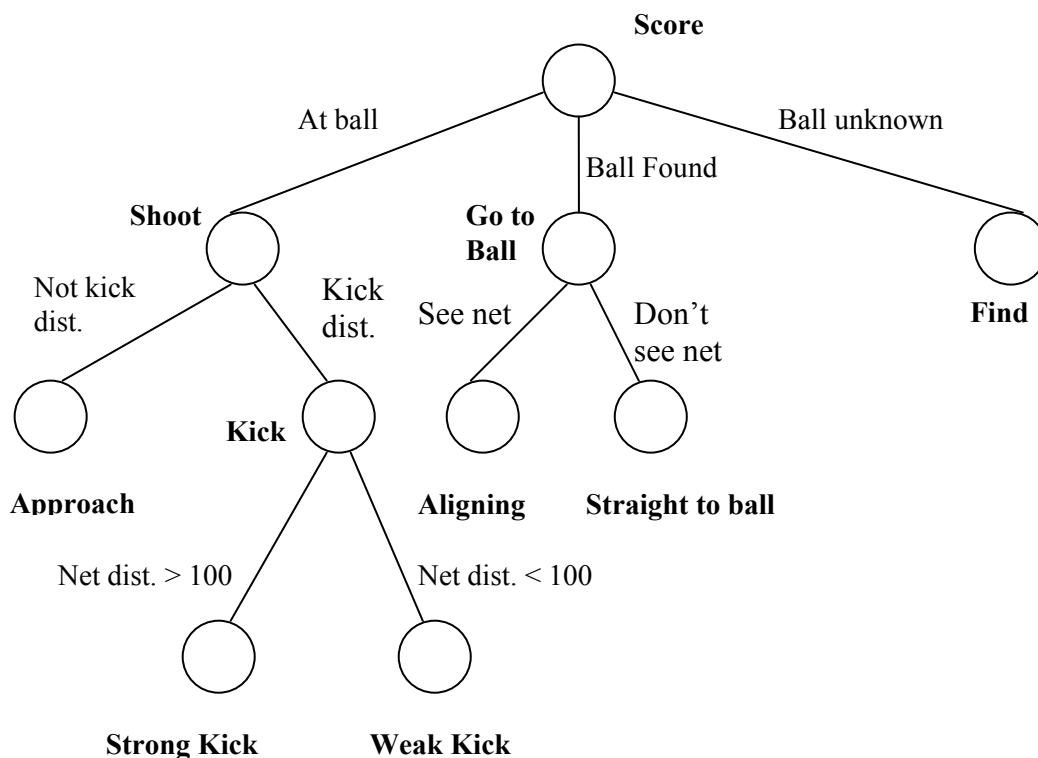 Score
At ball
Ball unknown
Ball Found
Shoot
Go to
Ball
Not kick
dist.
Kick
dist.
See net
Don’t
see net
Find
Kick
Approach
Aligning
Straight to ball
Net dist. > 100
Net dist. < 100
Strong Kick
Weak Kick